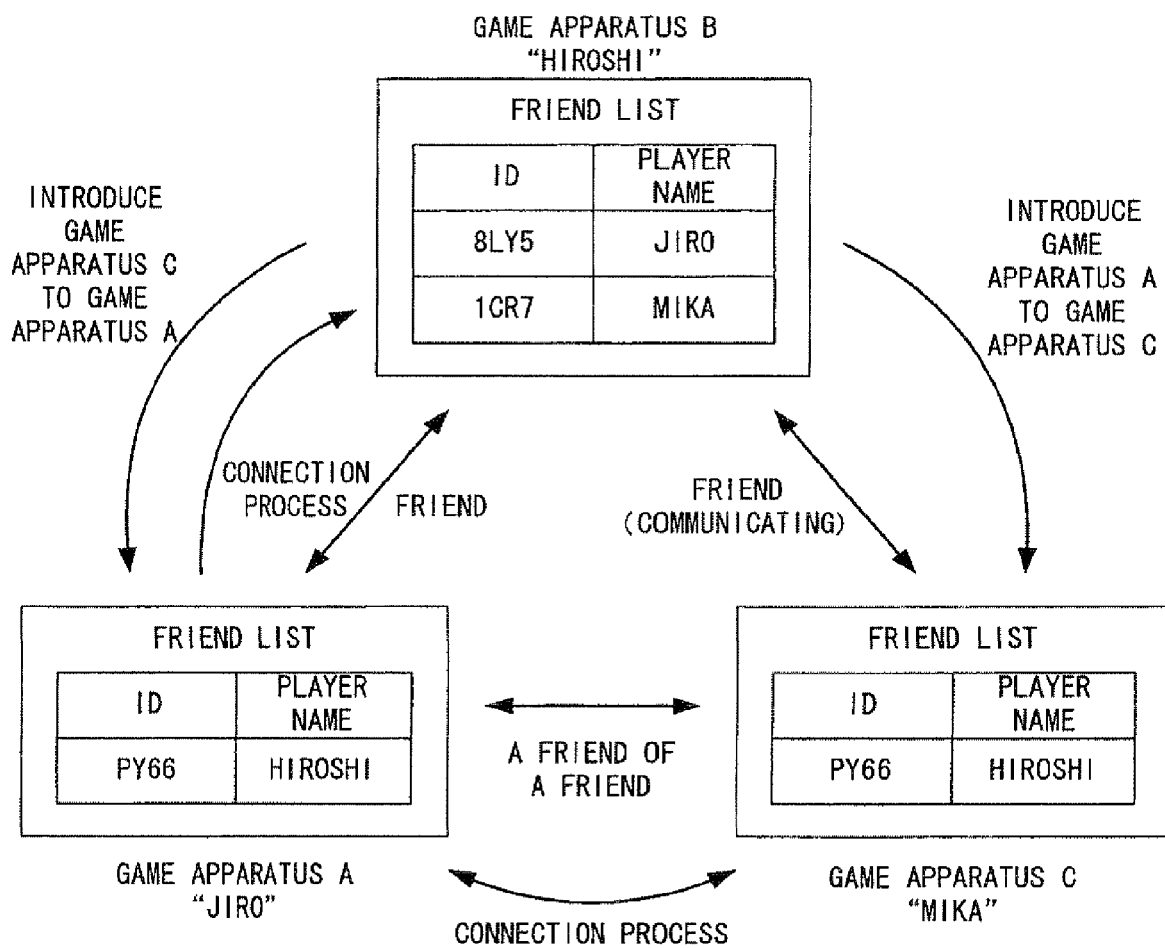 GAME APPARATUS B
“HIROSHI”
FRIEND LIST
ID
PLAYER
NAME
8LY5
JIRO
1CR7
MIKA
INTRODUCE
GAME
APPARATUS C
TO GAME
APPARATUS A
INTRODUCE
GAME
APPARATUS A
TO GAME
APPARATUS C
CONNECTION
PROCESS
FRIEND
FRIEND
(COMMUNICATING)
FRIEND LIST
ID
PLAYER
NAME
PY66
HIROSHI
GAME APPARATUS A
“JIRO”
A FRIEND OF
A FRIEND
FRIEND LIST
ID
PLAYER
NAME
PY66
HIROSHI
GAME APPARATUS C
“MIKA”
CONNECTION PROCESS